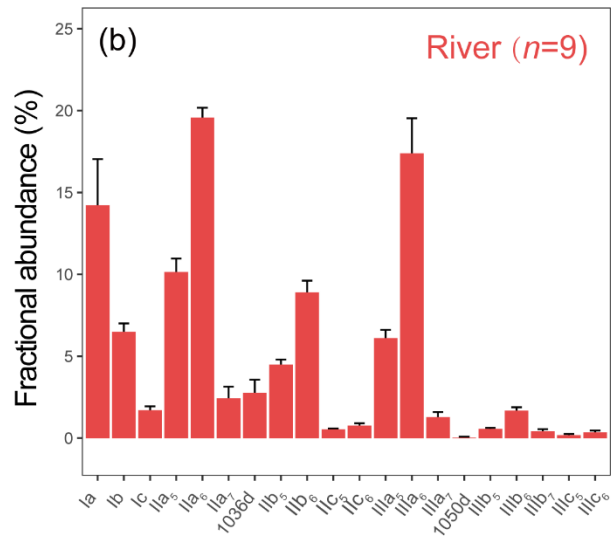 (b)
River (n=9)
Fractional abundance (%)
25
20
15
10
5
0
Ia
Ib
Ic
IIa₅
IIa₆
IIa₇
1036d
IIb₅
IIb₆
IIc₅
IIc₆
IIIa₅
IIIa₆
IIIa₇
1050d
IIIb₅
IIIb₆
IIIb₇
IIIc₅
IIIc₆